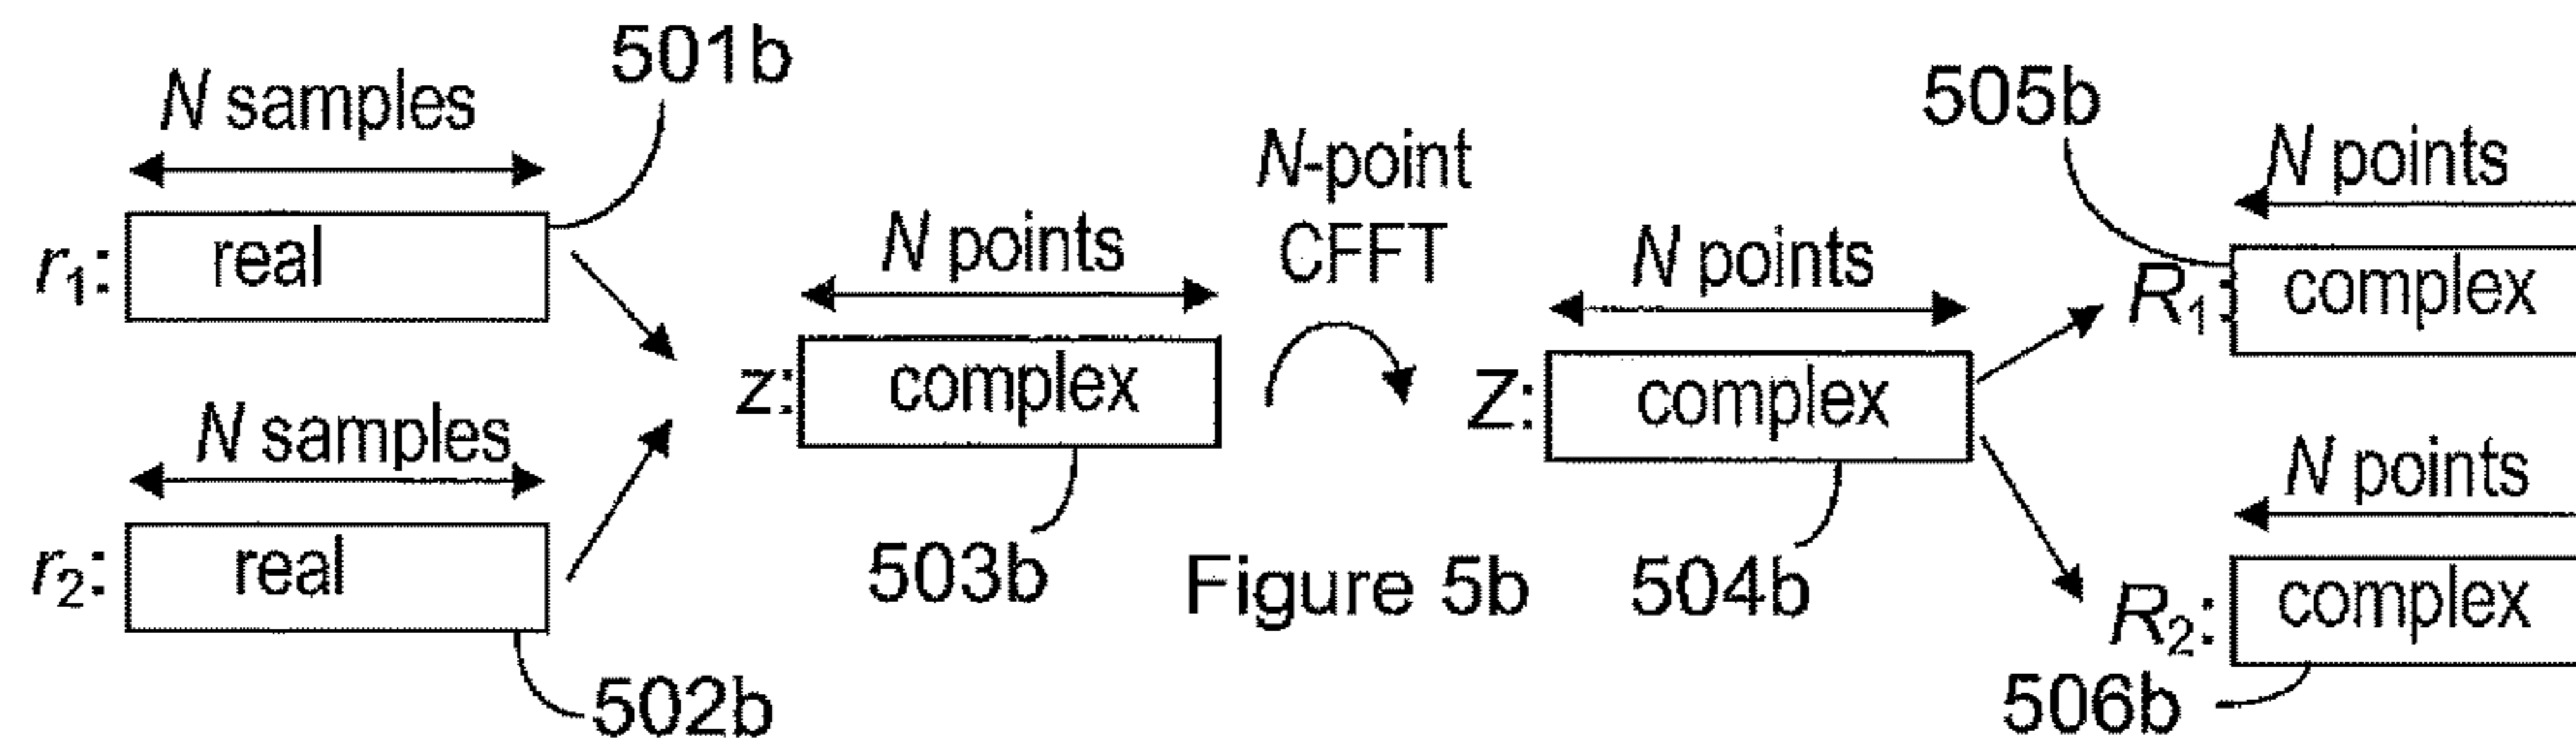 501b
N samples
r1: real
N samples
r2: real
502b
N points
z: complex
503b
N-point
CFFT
Figure 5b
N points
Z: complex
504b
505b
N points
R1: complex
N points
R2: complex
506b